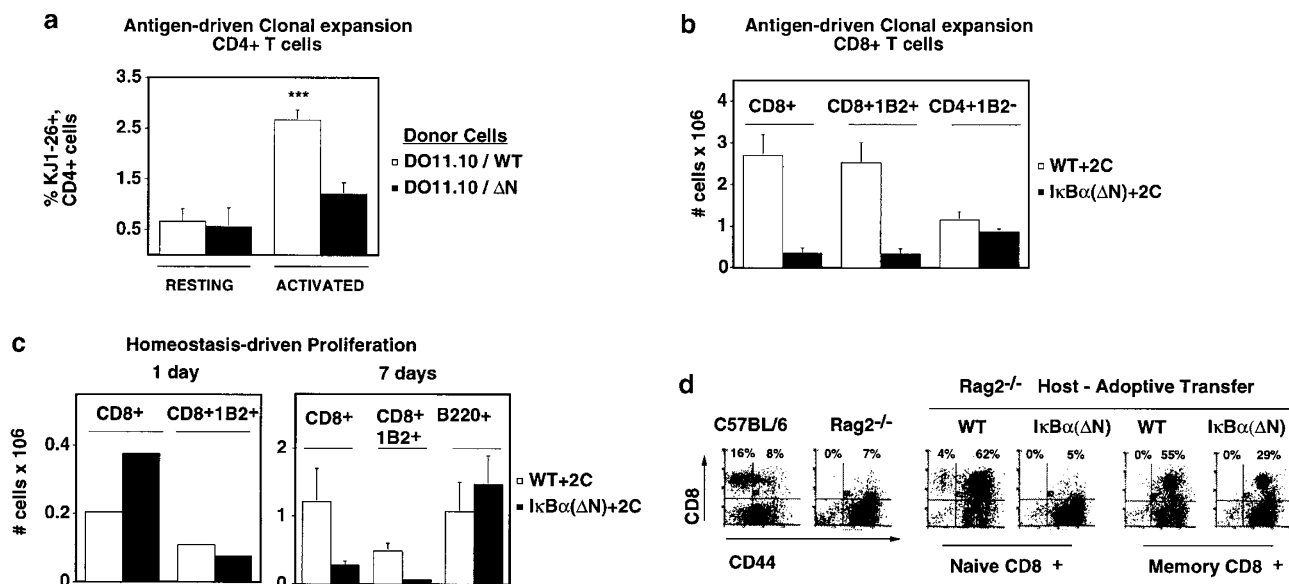 a
Antigen-driven Clonal expansion
CD4+ T cells
% KJ1-26+,
CD4+ cells
3.5
2.5
1.5
0.5
***
RESTING
ACTIVATED
Donor Cells
DO11.10 / WT
DO11.10 / ΔN
b
Antigen-driven Clonal expansion
CD8+ T cells
# cells x 106
4
3
2
1
0
CD8+
CD8+1B2+
CD4+1B2-
WT+2C
IκBα(ΔN)+2C
c
Homeostasis-driven Proliferation
1 day
7 days
# cells x 106
0.4
0.2
0
CD8+
CD8+1B2+
2
1
0
CD8+
CD8+
1B2+
B220+
WT+2C
IκBα(ΔN)+2C
d
Rag2-/- Host - Adoptive Transfer
C57BL/6
Rag2-/-
WT
IκBα(ΔN)
WT
IκBα(ΔN)
16% 8%
0% 7%
4% 62%
0% 5%
0% 55%
0% 29%
CD8
CD44
Naive CD8 +
Memory CD8 +